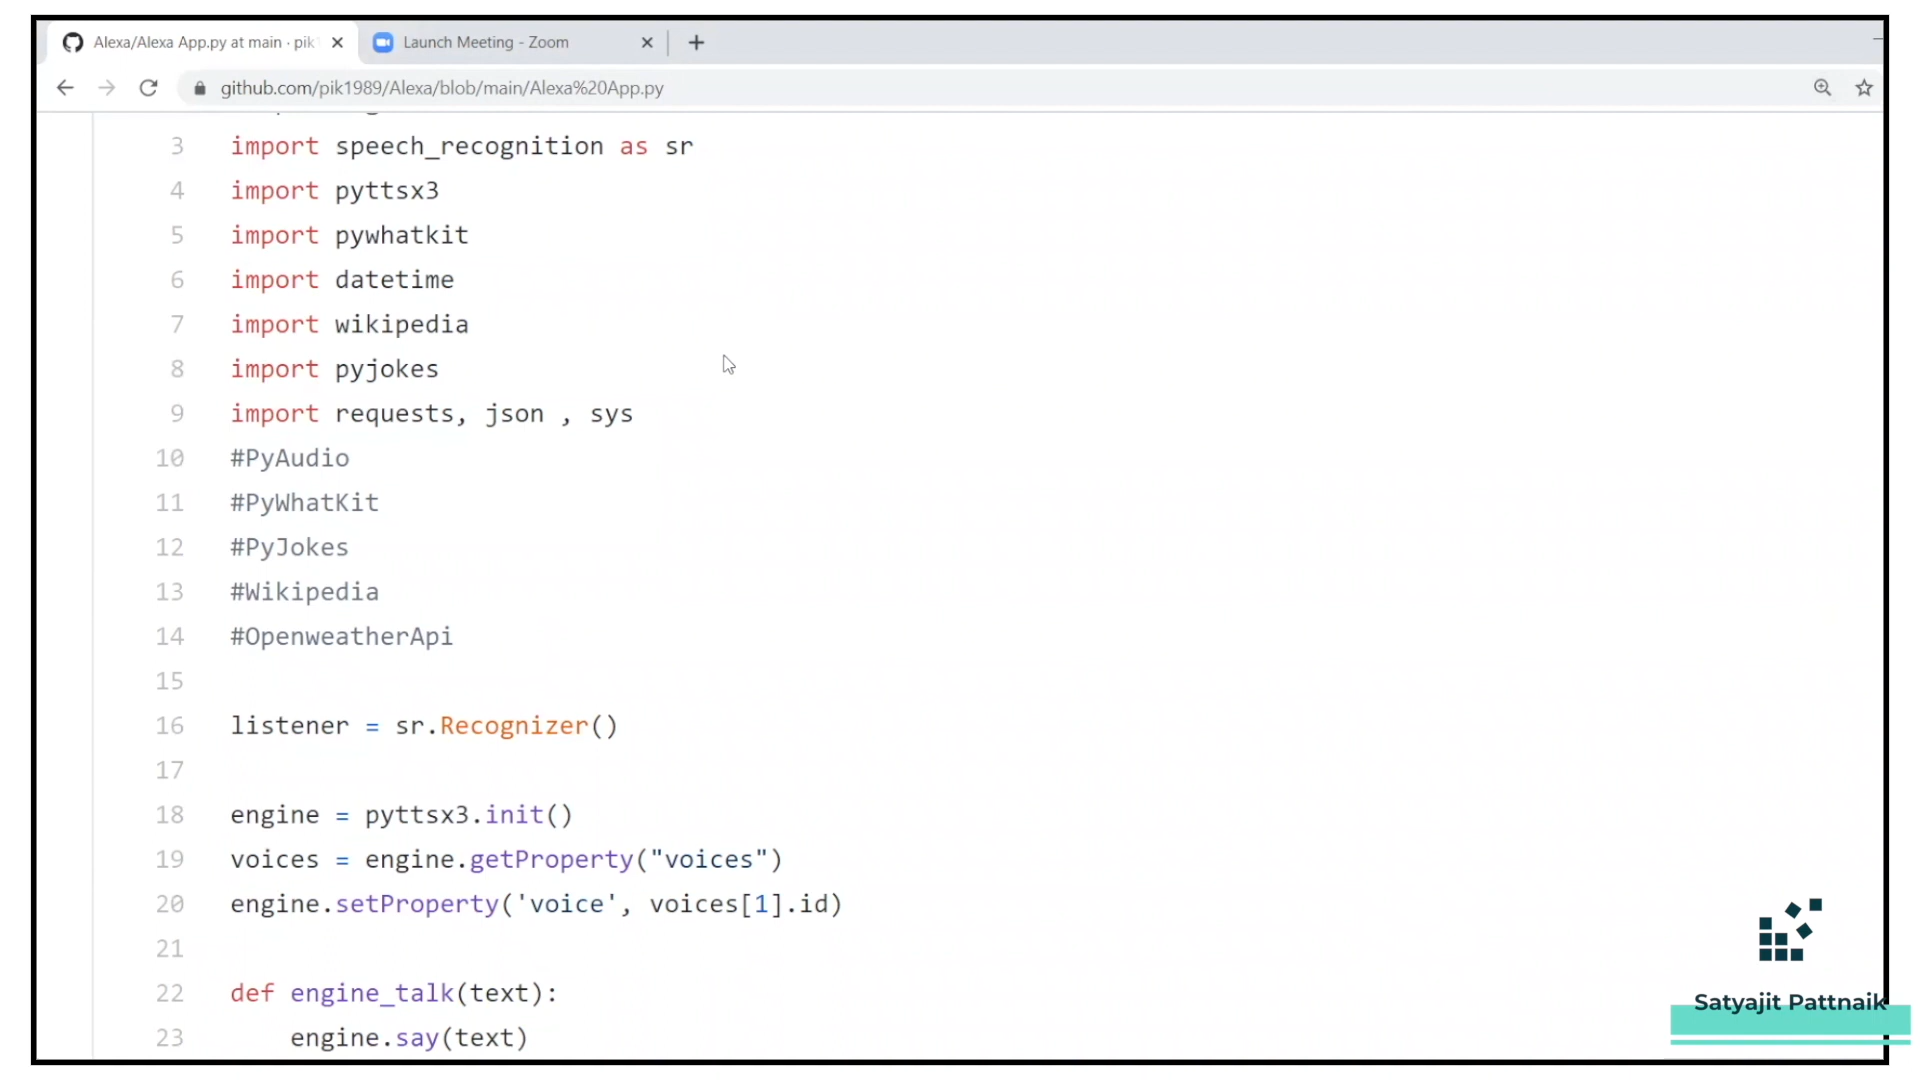 Alexa/Alexa App.py at main · pik
Launch Meeting - Zoom
github.com/pik1989/Alexa/blob/main/Alexa%20App.py
3 import speech_recognition as sr
4 import pyttsx3
5 import pywhatkit
6 import datetime
7 import wikipedia
8 import pyjokes
9 import requests, json , sys
10 #PyAudio
11 #PyWhatKit
12 #PyJokes
13 #Wikipedia
14 #OpenweatherApi
15
16 listener = sr.Recognizer()
17
18 engine = pyttsx3.init()
19 voices = engine.getProperty("voices")
20 engine.setProperty('voice', voices[1].id)
21
22 def engine_talk(text):
23 engine.say(text)
Satyajit Pattnaik